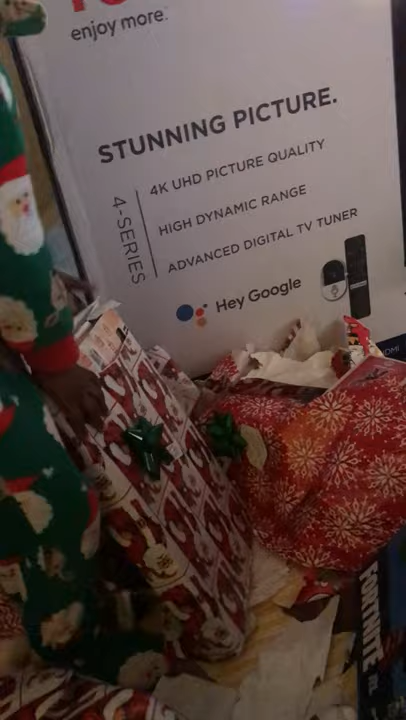 enjoy more.
STUNNING PICTURE.
4-SERIES
4K UHD PICTURE QUALITY
HIGH DYNAMIC RANGE
ADVANCED DIGITAL TV TUNER
Hey Google
HDMI
FORTNITE